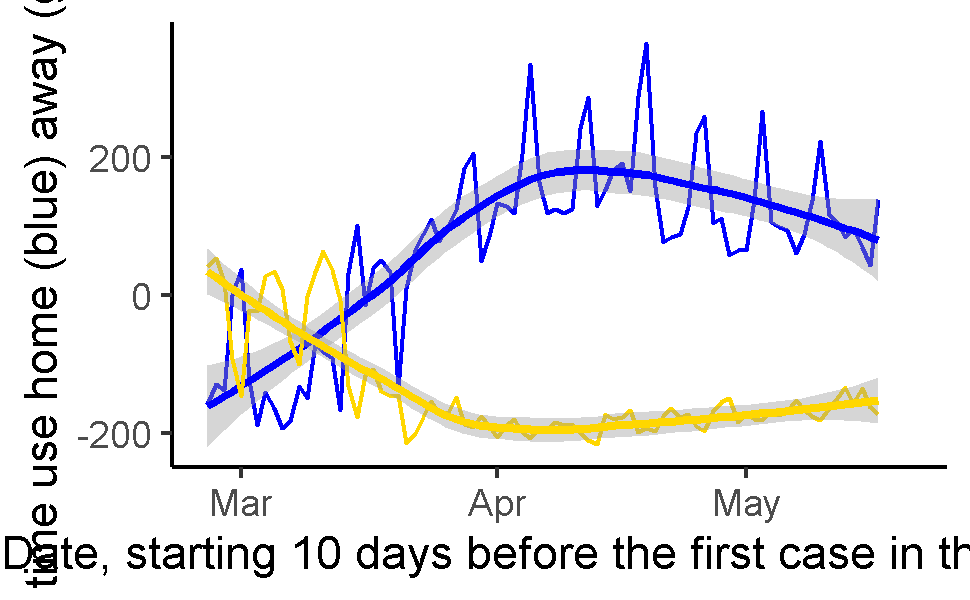 time use home (blue) away (
200
0
-200
Mar
Apr
May
Date, starting 10 days before the first case in th